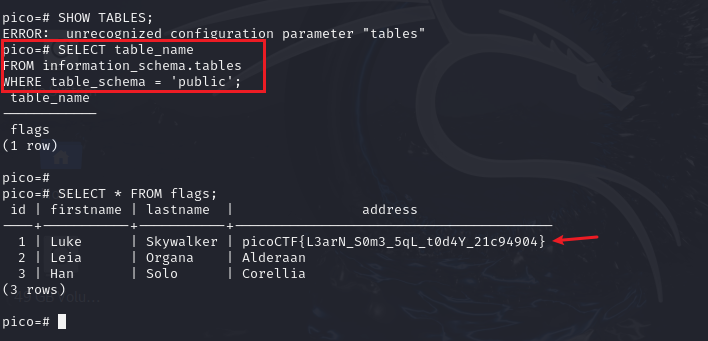 pico=# SHOW TABLES;
ERROR:  unrecognized configuration parameter "tables"
pico=# SELECT table_name
FROM information_schema.tables
WHERE table_schema = 'public';
 table_name
------------
 flags
(1 row)
pico=#
pico=# SELECT * FROM flags;
 id | firstname | lastname  |                address
----+-----------+-----------+----------------------------------------
  1 | Luke      | Skywalker | picoCTF{L3arN_S0m3_5qL_t0d4Y_21c94904}
  2 | Leia      | Organa    | Alderaan
  3 | Han       | Solo      | Corellia
(3 rows)
pico=#